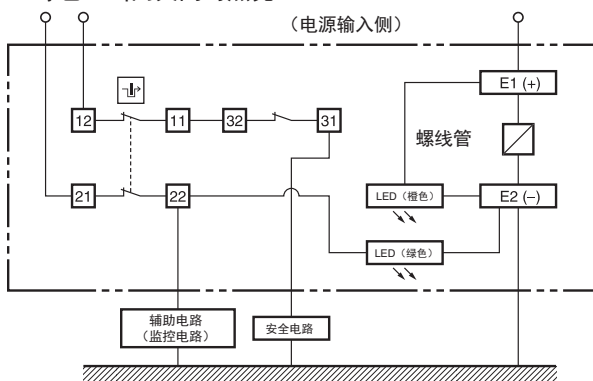 （电源输入侧）
E1 (+)
12
11
32
31
螺线管
21
22
LED（橙色）
E2 (–)
LED（绿色）
辅助电路
（监控电路）
安全电路